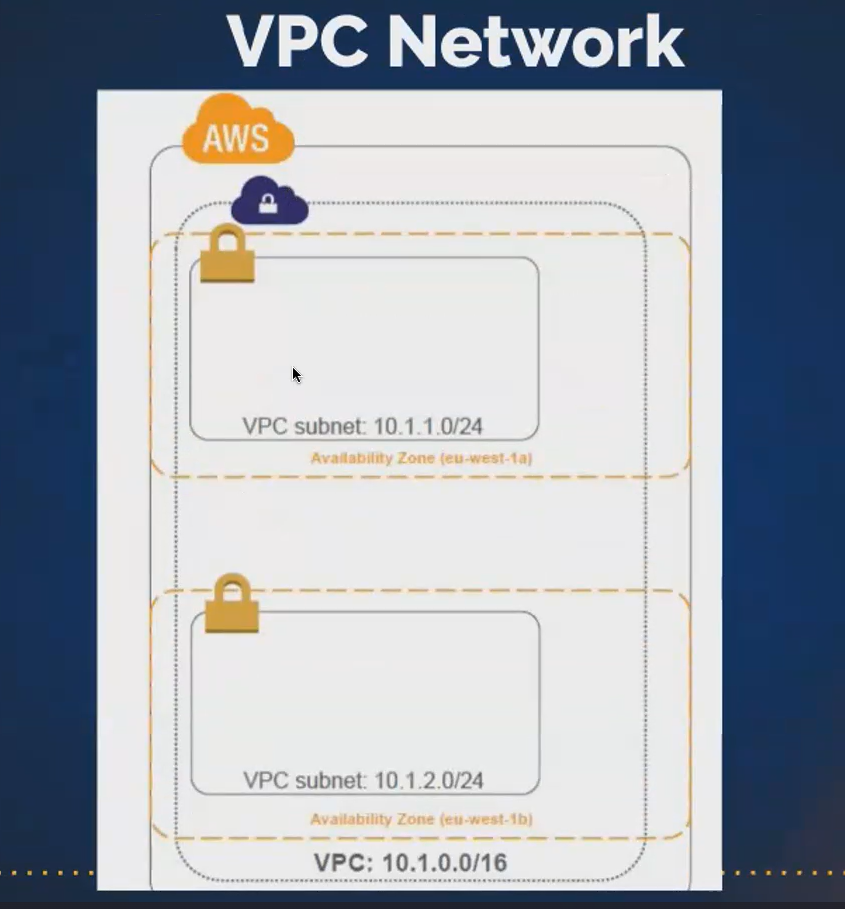 VPC Network
AWS
VPC subnet: 10.1.1.0/24
Availability Zone (eu-west-1a)
VPC subnet: 10.1.2.0/24
Availability Zone (eu-west-1b)
VPC: 10.1.0.0/16